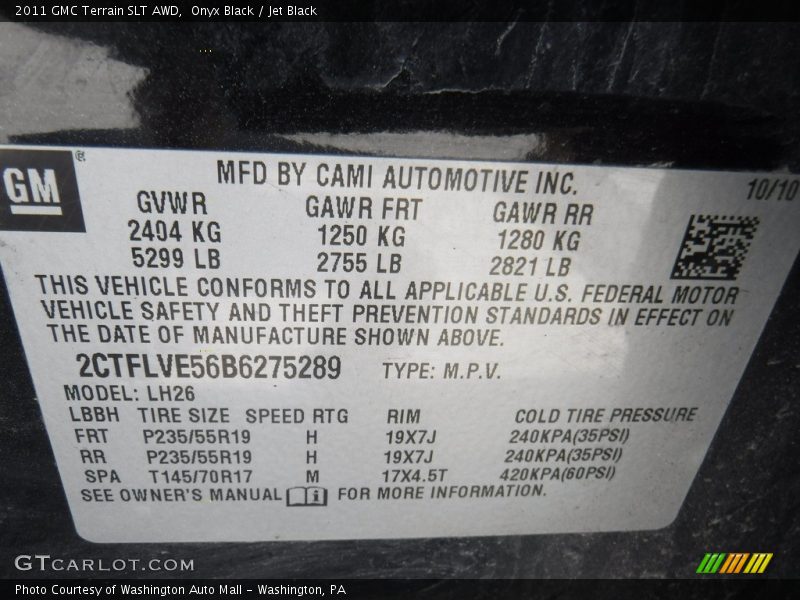 2011 GMC Terrain SLT AWD, Onyx Black / Jet Black
GM ®
MFD BY CAMI AUTOMOTIVE INC. 10/10
GVWR GAWR FRT GAWR RR
2404 KG 1250 KG 1280 KG
5299 LB 2755 LB 2821 LB
THIS VEHICLE CONFORMS TO ALL APPLICABLE U.S. FEDERAL MOTOR
VEHICLE SAFETY AND THEFT PREVENTION STANDARDS IN EFFECT ON
THE DATE OF MANUFACTURE SHOWN ABOVE.
2CTFLVE56B6275289 TYPE: M.P.V.
MODEL: LH26
LBBH TIRE SIZE SPEED RTG RIM COLD TIRE PRESSURE
FRT P235/55R19 H 19X7J 240KPA(35PSI)
RR P235/55R19 H 19X7J 240KPA(35PSI)
SPA T145/70R17 M 17X4.5T 420KPA(60PSI)
SEE OWNER'S MANUAL i FOR MORE INFORMATION.
GTCARLOT.COM
Photo Courtesy of Washington Auto Mall - Washington, PA